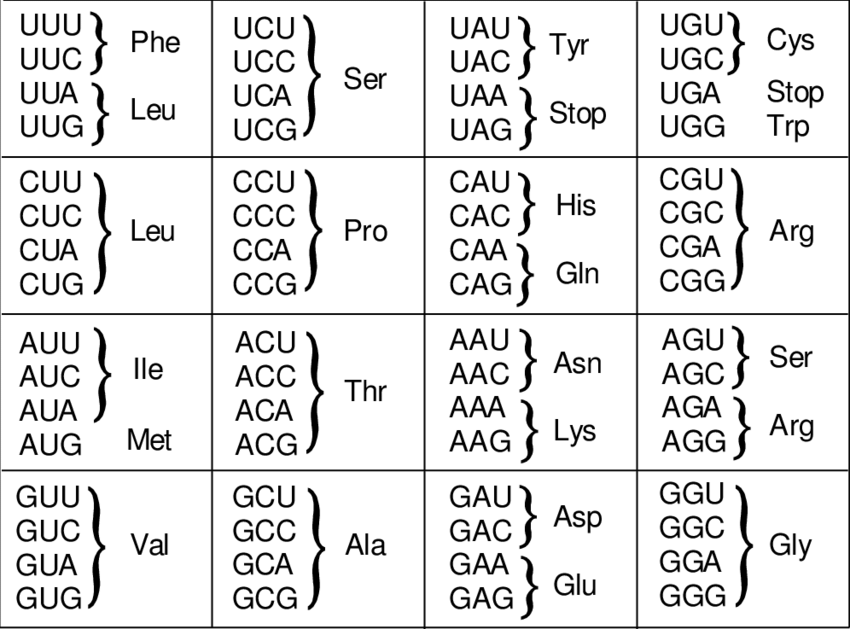 UUU
UUC
Phe
UUA
UUG
Leu
UCU
UCC
UCA
UCG
Ser
UAU
UAC
Tyr
UAA
UAG
Stop
UGU
UGC
Cys
UGA Stop
UGG Trp
CUU
CUC
CUA
CUG
Leu
CCU
CCC
CCA
CCG
Pro
CAU
CAC
His
CAA
CAG
Gln
CGU
CGC
CGA
CGG
Arg
AUU
AUC
AUA
Ile
AUG Met
ACU
ACC
ACA
ACG
Thr
AAU
AAC
Asn
AAA
AAG
Lys
AGU
AGC
Ser
AGA
AGG
Arg
GUU
GUC
GUA
GUG
Val
GCU
GCC
GCA
GCG
Ala
GAU
GAC
Asp
GAA
GAG
Glu
GGU
GGC
GGA
GGG
Gly